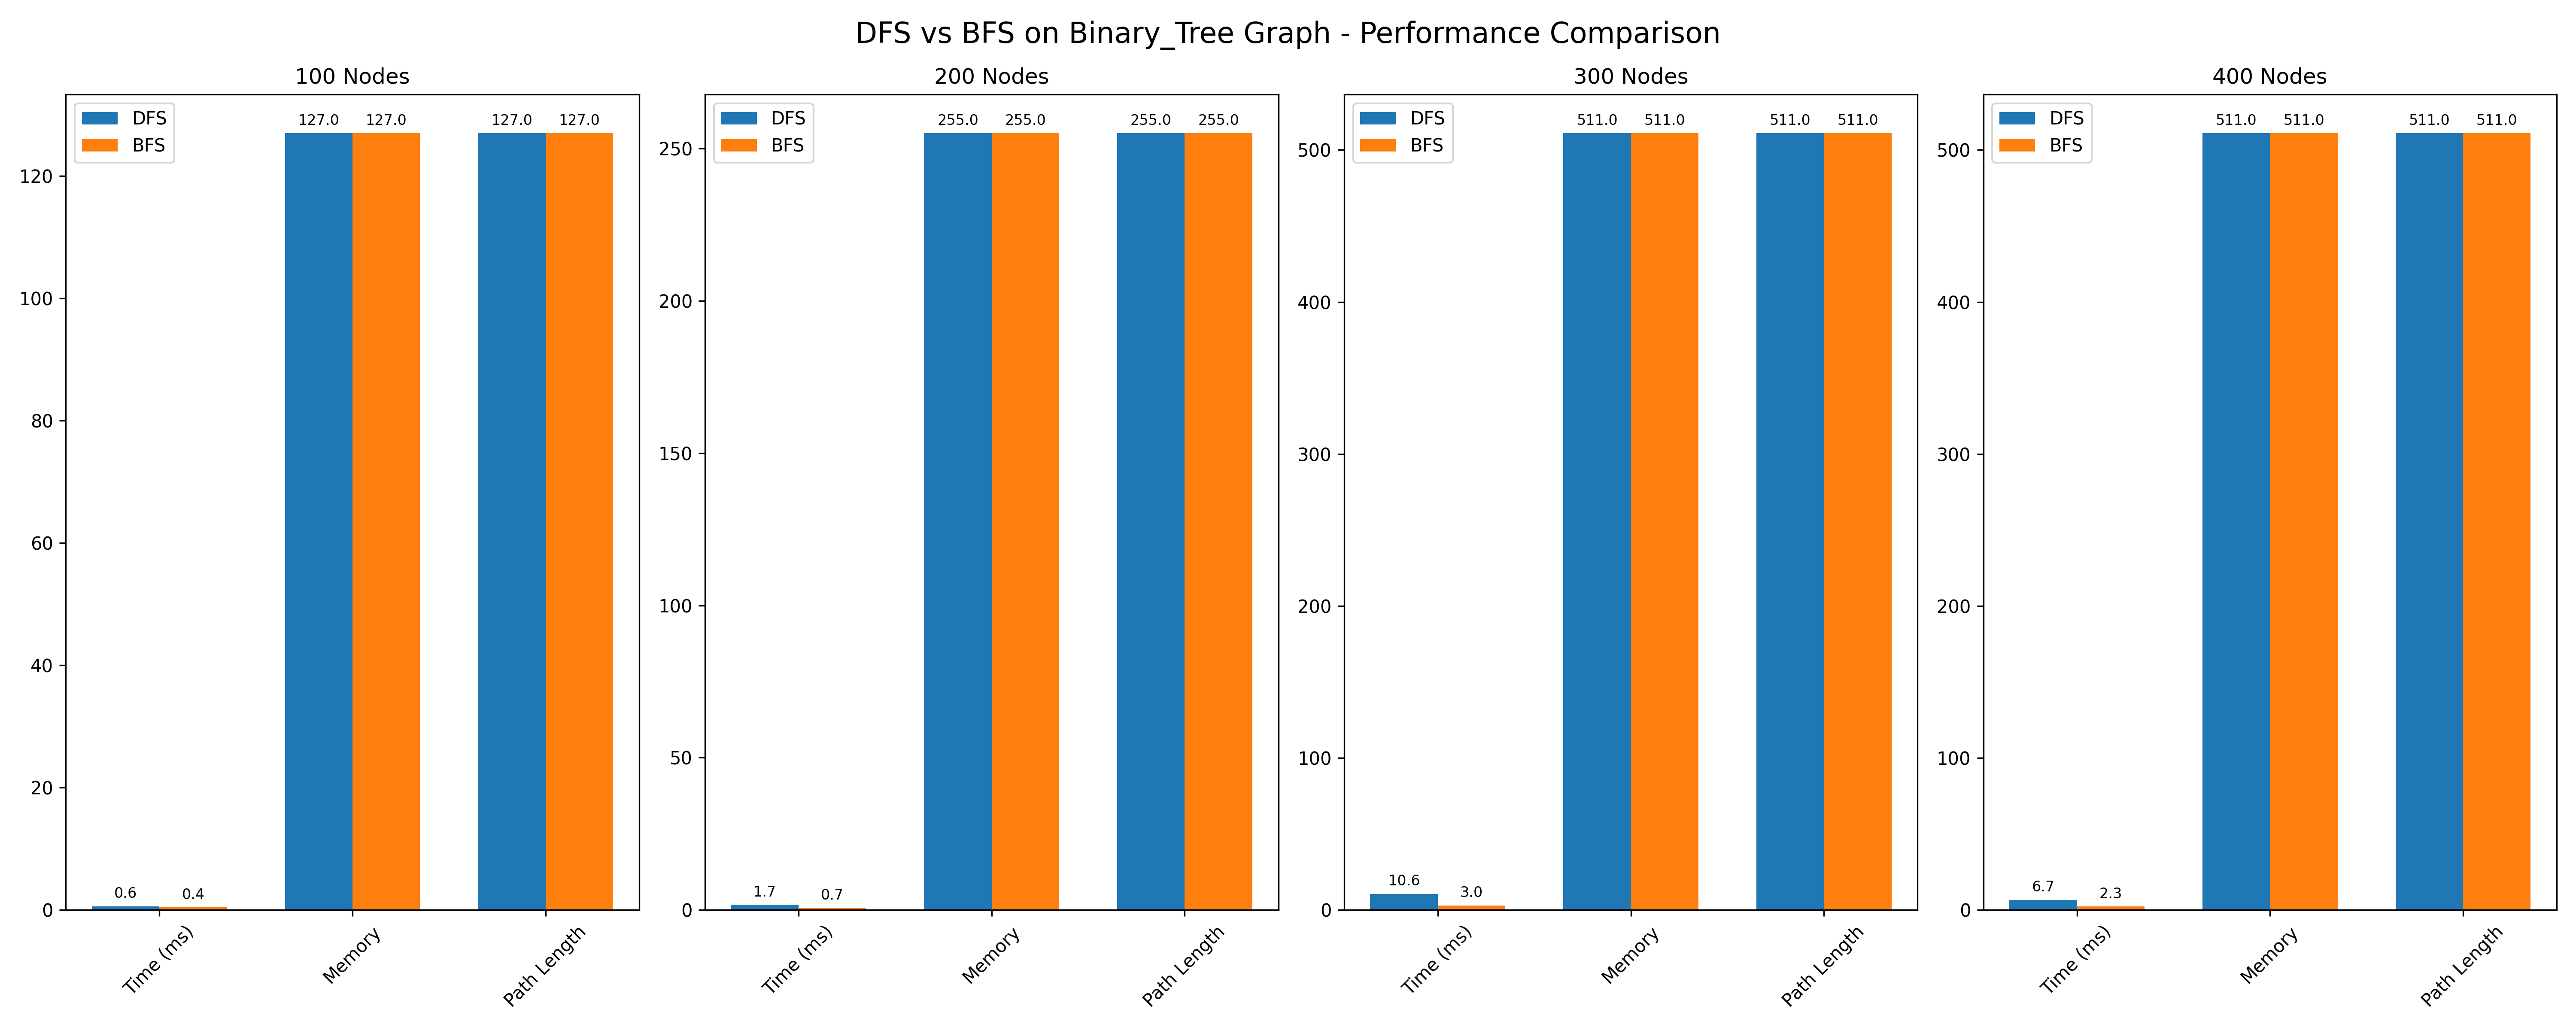 DFS vs BFS on Binary_Tree Graph - Performance Comparison
100 Nodes
DFS
BFS
127.0 127.0 127.0 127.0
120
100
80
60
40
20
0
0.6 0.4
Time (ms)
Memory
Path Length
200 Nodes
DFS
BFS
255.0 255.0 255.0 255.0
250
200
150
100
50
0
1.7 0.7
Time (ms)
Memory
Path Length
300 Nodes
DFS
BFS
511.0 511.0 511.0 511.0
500
400
300
200
100
0
10.6 3.0
Time (ms)
Memory
Path Length
400 Nodes
DFS
BFS
511.0 511.0 511.0 511.0
500
400
300
200
100
0
6.7 2.3
Time (ms)
Memory
Path Length